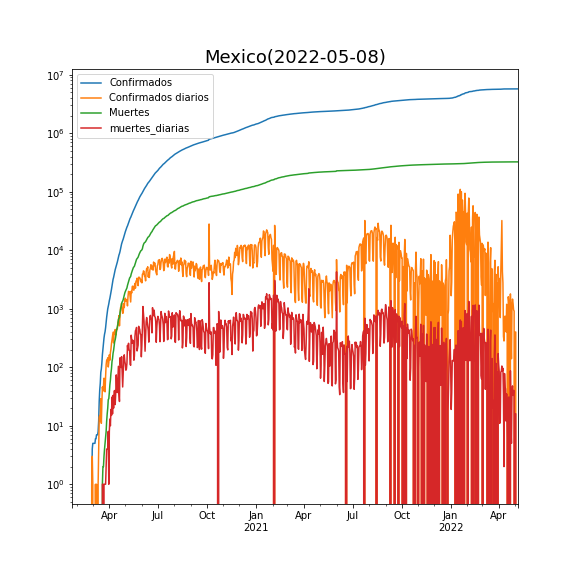 Mexico(2022-05-08)
Confirmados
Confirmados diarios
Muertes
muertes_diarias
10^7
10^6
10^5
10^4
10^3
10^2
10^1
10^0
Apr Jul Oct Jan Apr Jul Oct Jan Apr
2021 2022